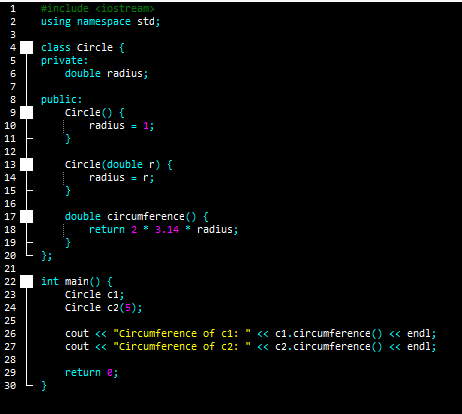 1 #include <iostream>
2 using namespace std;
3
4 class Circle {
5 private:
6     double radius;
7
8 public:
9     Circle() {
10         radius = 1;
11     }
12
13     Circle(double r) {
14         radius = r;
15     }
16
17     double circumference() {
18         return 2 * 3.14 * radius;
19     }
20 };
21
22 int main() {
23     Circle c1;
24     Circle c2(5);
25
26     cout << "Circumference of c1: " << c1.circumference() << endl;
27     cout << "Circumference of c2: " << c2.circumference() << endl;
28
29     return 0;
30 }